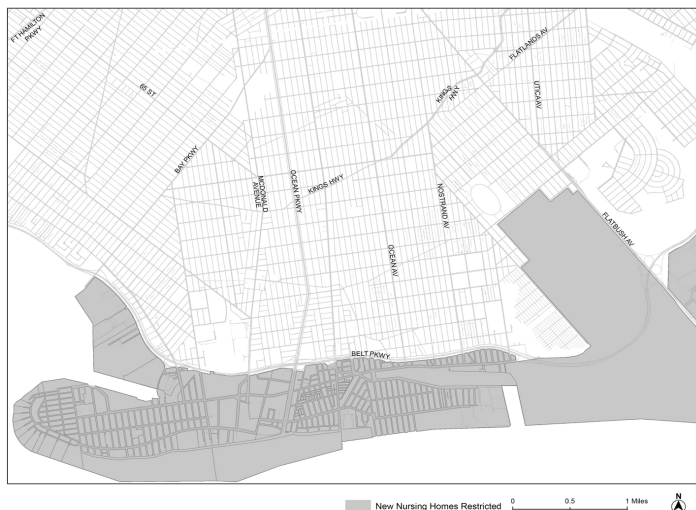 FT HAMILTON
PKWY
65 ST
BAY PKWY
MCDONALD
AVENUE
OCEAN PKWY
KINGS HWY
KINGS
HWY
FLATLANDS AV
UTICA AV
NOSTRAND AV
OCEAN AV
FLATBUSH AV
BELT PKWY
New Nursing Homes Restricted
0 0.5 1 Miles
N